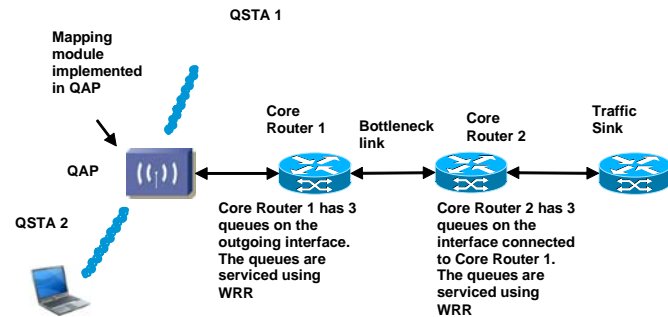 QSTA 1
Mapping
module
implemented
in QAP
Core
Router 1
Bottleneck
link
Core
Router 2
Traffic
Sink
QAP
QSTA 2
Core Router 1 has 3
queues on the
outgoing interface.
The queues are
serviced using
WRR
Core Router 2 has 3
queues on the
interface connected
to Core Router 1.
The queues are
serviced using
WRR